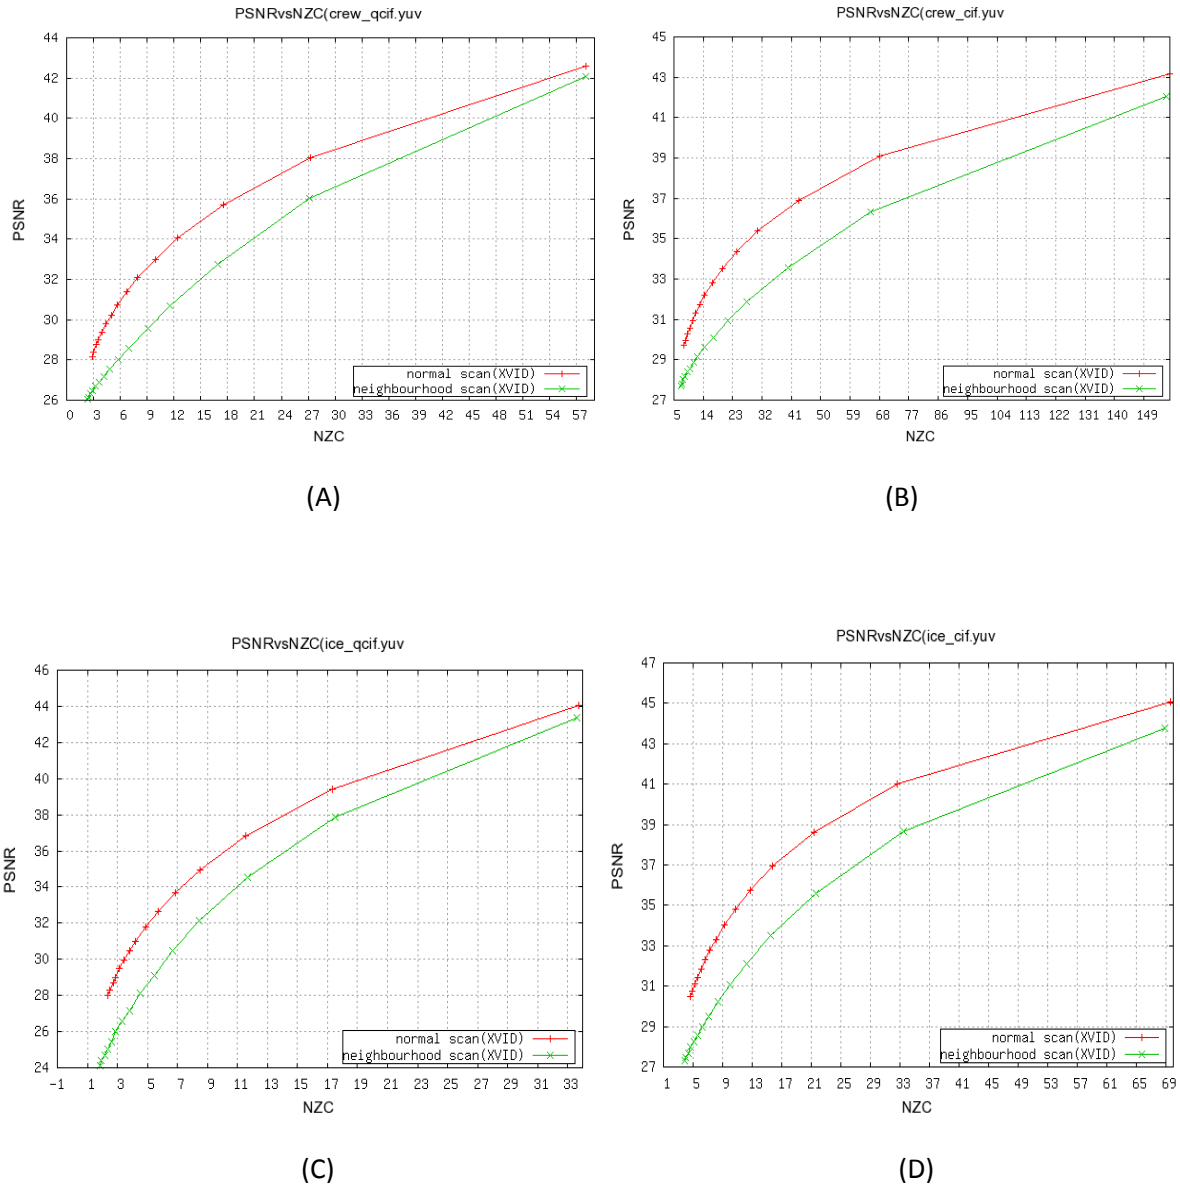 PSNRvsNZC(crew_qcif.yuv
44
42
40
38
36
34
32
30
28
26
PSNR
normal scan(XVID)
neighbourhood scan(XVID)
0 3 6 9 12 15 18 21 24 27 30 33 36 39 42 45 48 51 54 57
NZC
(A)
PSNRvsNZC(crew_cif.yuv
45
43
41
39
37
35
33
31
29
27
PSNR
normal scan(XVID)
neighbourhood scan(XVID)
5 14 23 32 41 50 59 68 77 86 95 104 113 122 131 140 149
NZC
(B)
PSNRvsNZC(ice_qcif.yuv
46
44
42
40
38
36
34
32
30
28
26
24
PSNR
normal scan(XVID)
neighbourhood scan(XVID)
-1 1 3 5 7 9 11 13 15 17 19 21 23 25 27 29 31 33
NZC
(C)
PSNRvsNZC(ice_cif.yuv
47
45
43
41
39
37
35
33
31
29
27
PSNR
normal scan(XVID)
neighbourhood scan(XVID)
1 5 9 13 17 21 25 29 33 37 41 45 49 53 57 61 65 69
NZC
(D)